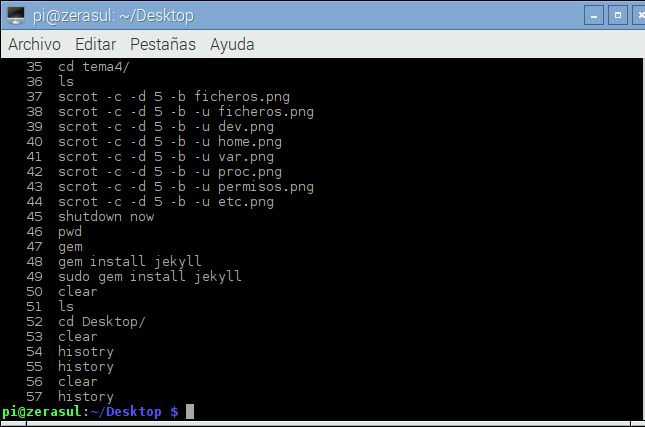 pi@zerasul: ~/Desktop
Archivo Editar Pestañas Ayuda
35 cd tema4/
36 ls
37 scrot -c -d 5 -b ficheros.png
38 scrot -c -d 5 -b -u ficheros.png
39 scrot -c -d 5 -b -u dev.png
40 scrot -c -d 5 -b -u home.png
41 scrot -c -d 5 -b -u var.png
42 scrot -c -d 5 -b -u proc.png
43 scrot -c -d 5 -b -u permisos.png
44 scrot -c -d 5 -b -u etc.png
45 shutdown now
46 pwd
47 gem
48 gem install jekyll
49 sudo gem install jekyll
50 clear
51 ls
52 cd Desktop/
53 clear
54 hisotry
55 history
56 clear
57 history
pi@zerasul:~/Desktop $